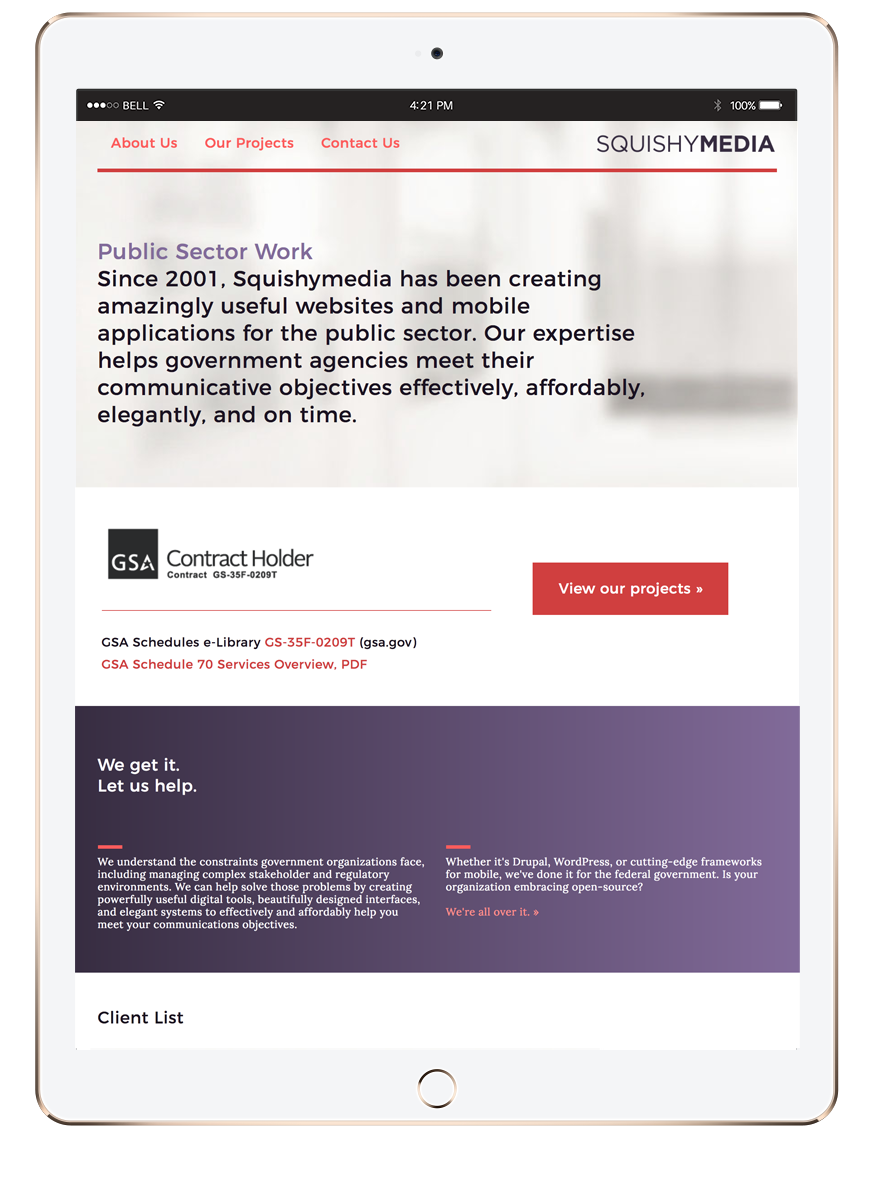 BELL 4:21 PM 100%
About Us Our Projects Contact Us SQUISHYMEDIA
Public Sector Work
Since 2001, Squishymedia has been creating
amazingly useful websites and mobile
applications for the public sector. Our expertise
helps government agencies meet their
communicative objectives effectively, affordably,
elegantly, and on time.
GSA Contract Holder
Contract GS-35F-0209T
View our projects »
GSA Schedules e-Library GS-35F-0209T (gsa.gov)
GSA Schedule 70 Services Overview, PDF
We get it.
Let us help.
We understand the constraints government organizations face,
including managing complex stakeholder and regulatory
environments. We can help solve those problems by creating
powerfully useful digital tools, beautifully designed interfaces,
and elegant systems to effectively and affordably help you
meet your communications objectives.
Whether it's Drupal, WordPress, or cutting-edge frameworks
for mobile, we've done it for the federal government. Is your
organization embracing open-source?
We're all over it. »
Client List